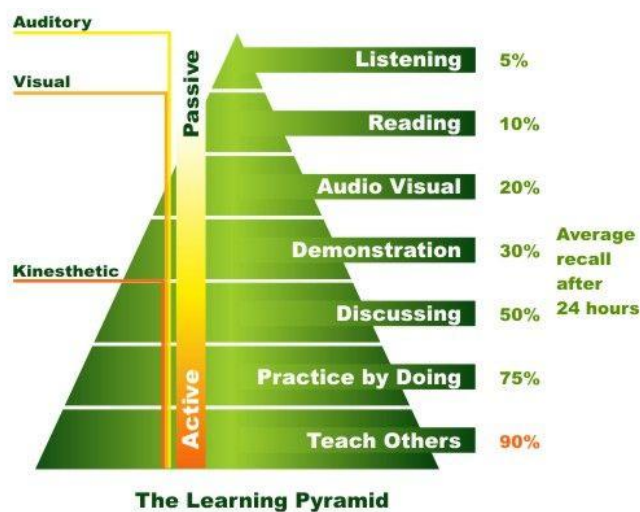 Auditory
Visual
Kinesthetic
Passive
Active
Listening 5%
Reading 10%
Audio Visual 20%
Demonstration 30%
Discussing 50%
Practice by Doing 75%
Teach Others 90%
Average
recall
after
24 hours
The Learning Pyramid